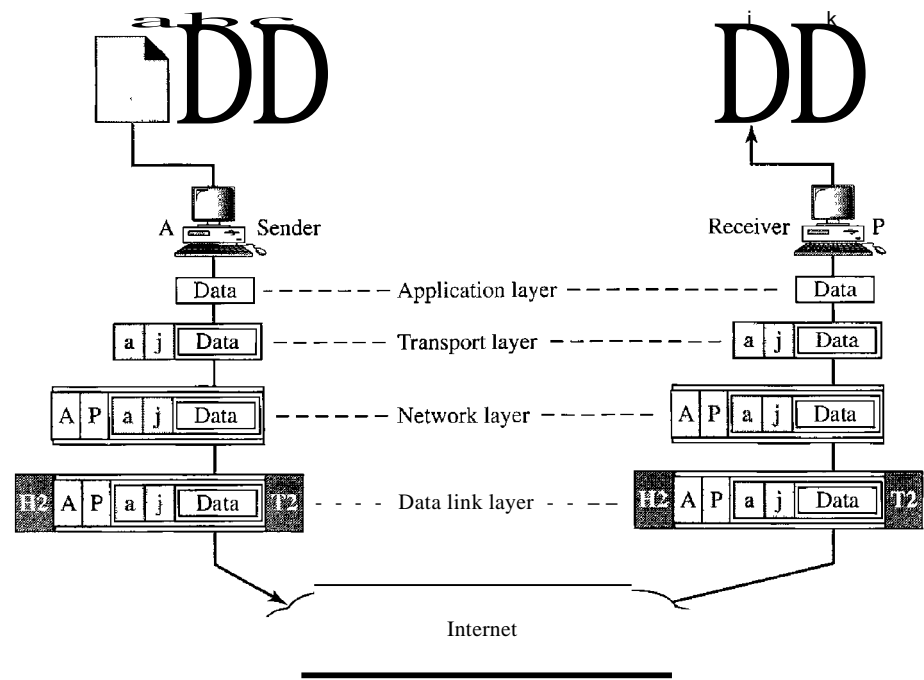 a b c
DD
j k
DD
A Sender
Receiver P
Data Application layer Data
a j Data Transport layer a j Data
A P a j Data Network layer A P a j Data
H2 A P a j Data T2 Data link layer H2 A P a j Data T2
Internet